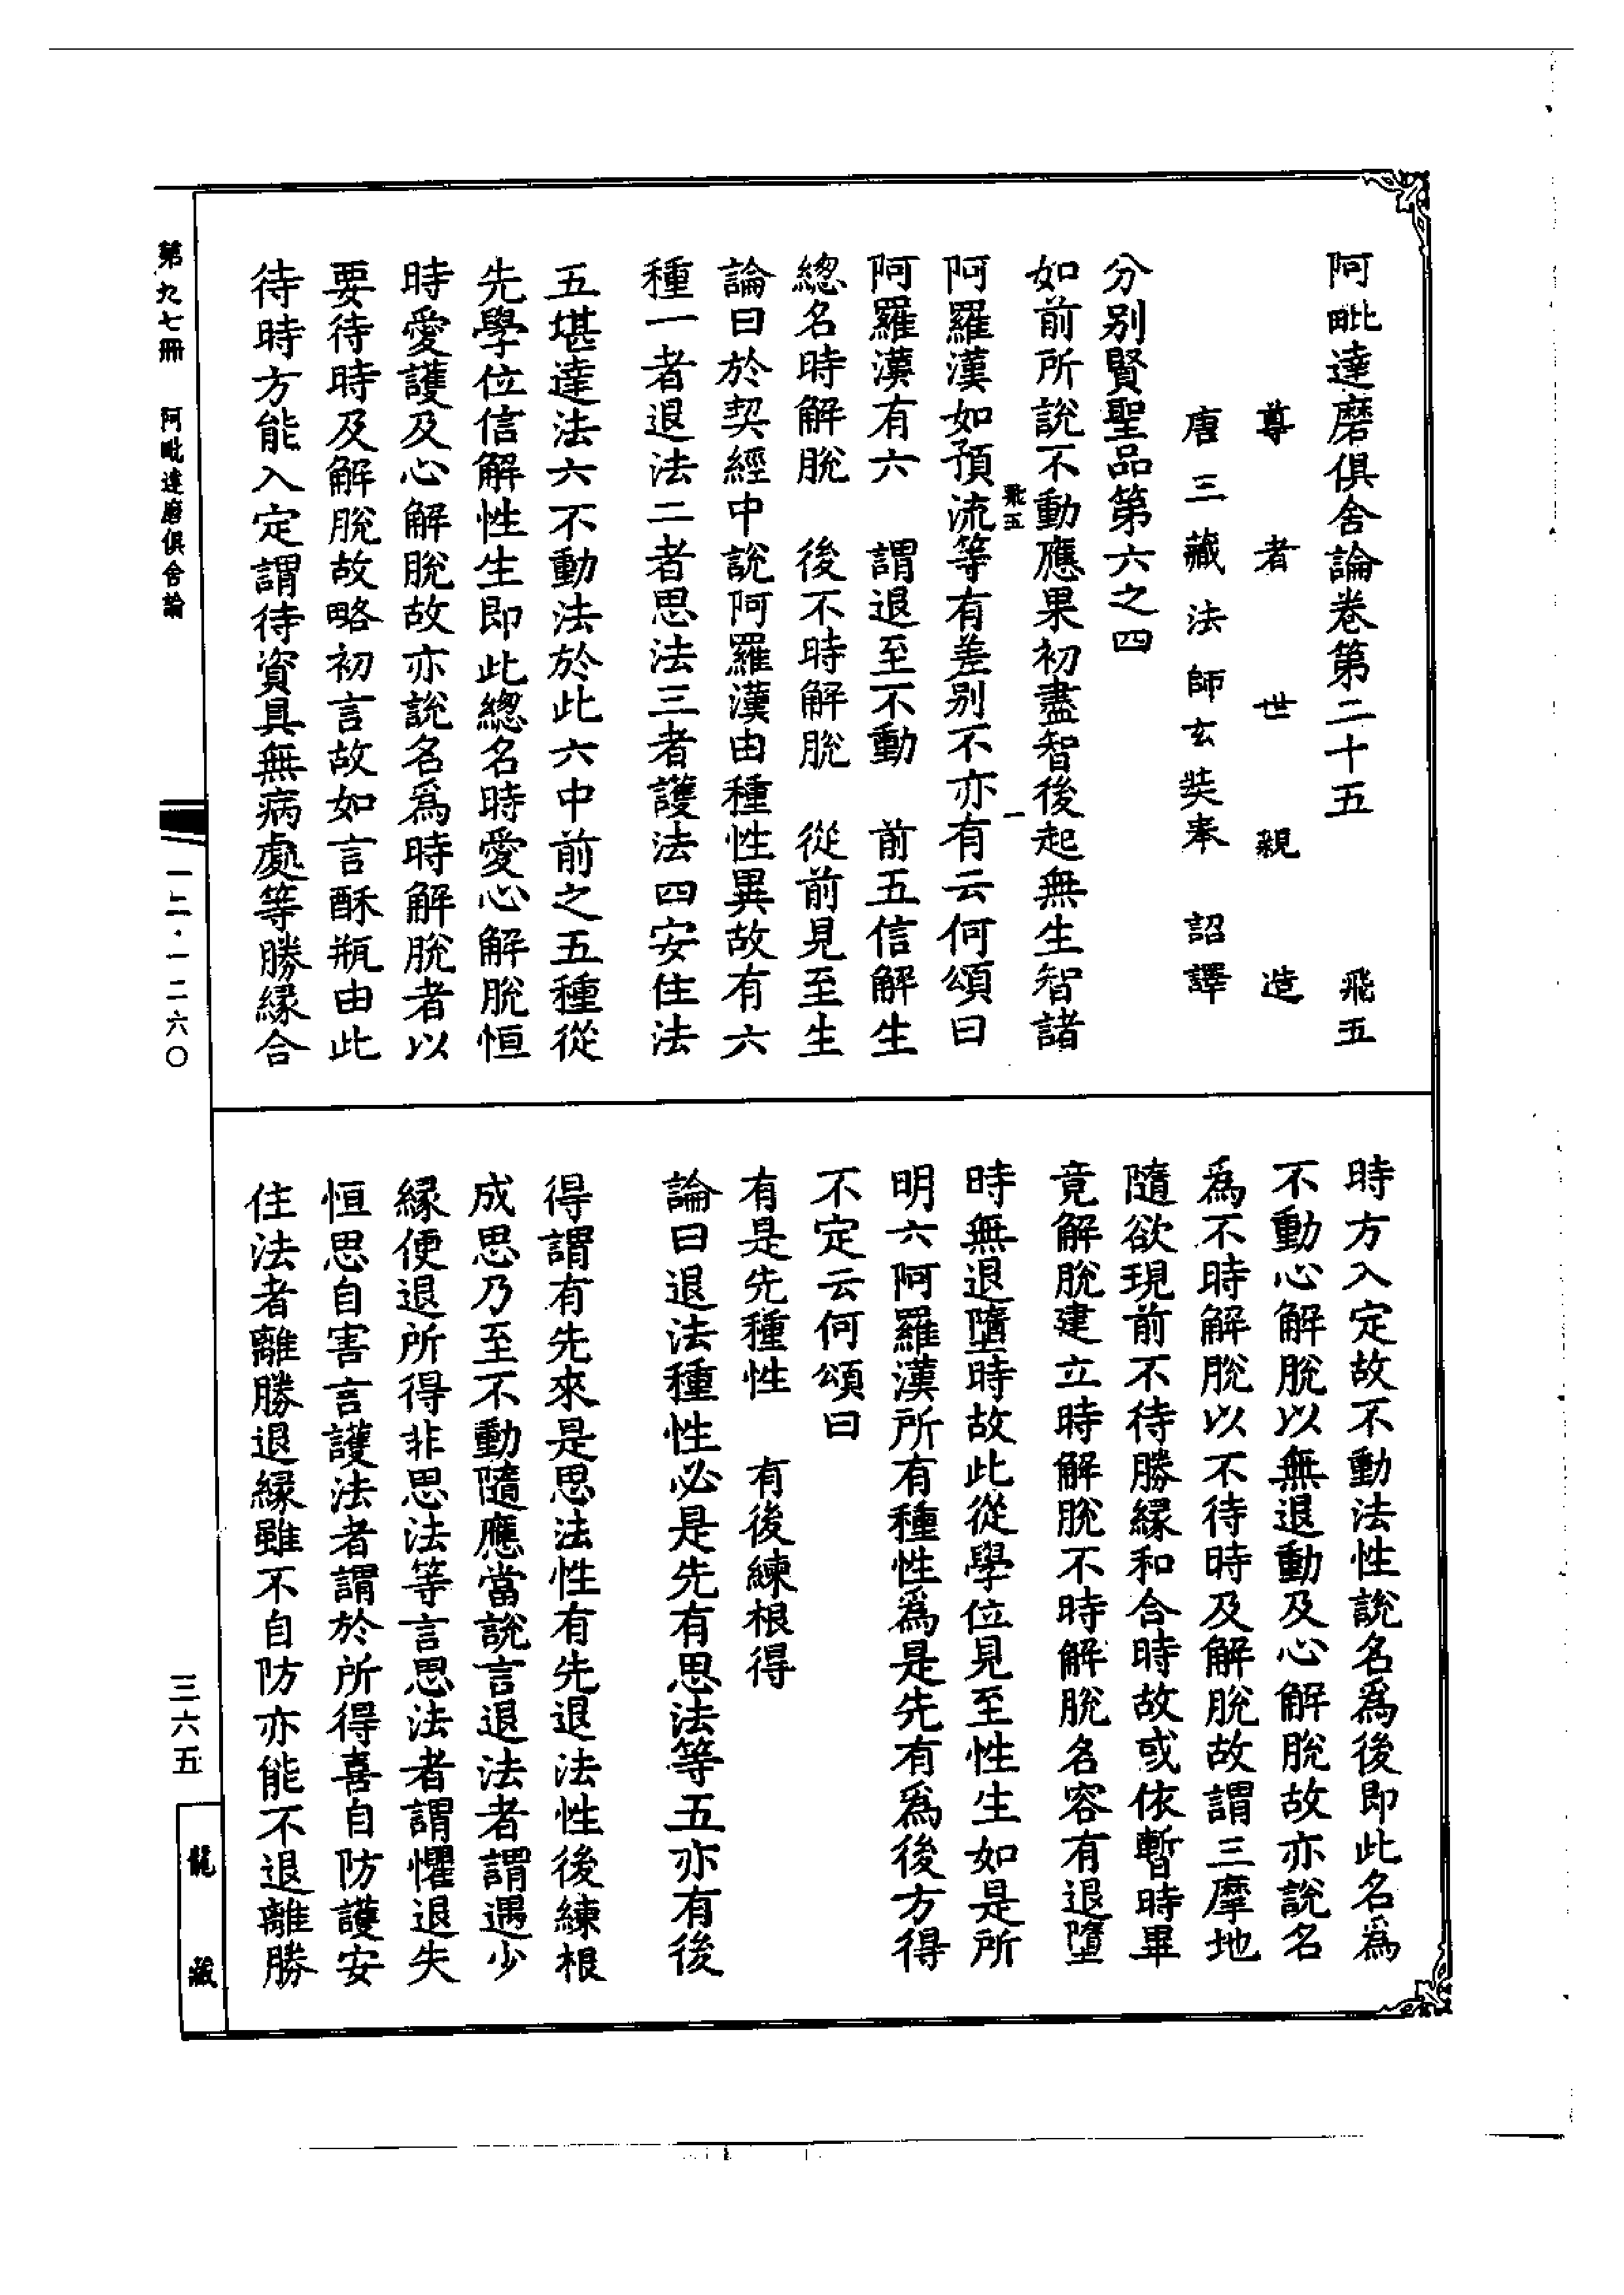 阿毗達磨俱舍論卷第二十五　飛五
尊者世親造
唐三藏法師玄奘奉　詔譯
分別賢聖品第六之四
如前所說不動應果初盡智後起無生智諸
飛五　一
阿羅漢如預流等有差別不亦有云何頌曰
阿羅漢有六　謂退至不動　前五信解生
總名時解脫　後不時解脫　從前見至生
論曰於契經中說阿羅漢由種性異故有六
種一者退法二者思法三者護法四安住法
五堪達法六不動法於此六中前之五種從
先學位信解性生即此總名時愛心解脫恒
時愛護及心解脫故亦說名爲時解脫者以
要待時及解脫故略初言故如言酥瓶由此
待時方能入定謂待資具無病處等勝緣合
時方入定故不動法性說名爲後即此名爲
不動心解脫以無退動及心解脫故亦說名
爲不時解脫以不待時及解脫故謂三摩地
隨欲現前不待勝緣和合時故或依暫時畢
竟解脫建立時解脫不時解脫名容有退墮
時無退墮時故此從學位見至性生如是所
明六阿羅漢所有種性爲是先有爲後方得
不定云何頌曰
有是先種性　有後練根得
論曰退法種性必是先有思法等五亦有後
得謂有先來是思法性有先退法性後練根
成思乃至不動隨應當說言退法者謂遇少
緣便退所得非思法等言思法者謂懼退失
恒思自害言護法者謂於所得喜自防護安
住法者離勝退緣雖不自防亦能不退離勝
第九七冊　阿毗達磨俱舍論
一二·一二六〇
三六五
龍藏